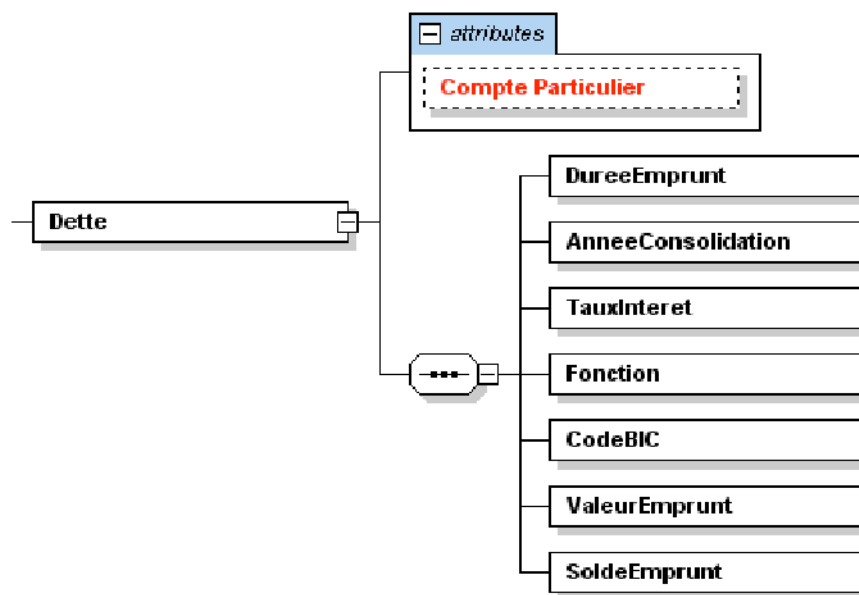 attributes
Compte Particulier
Dette
DureeEmprunt
AnneeConsolidation
TauxInteret
Fonction
CodeBIC
ValeurEmprunt
SoldeEmprunt